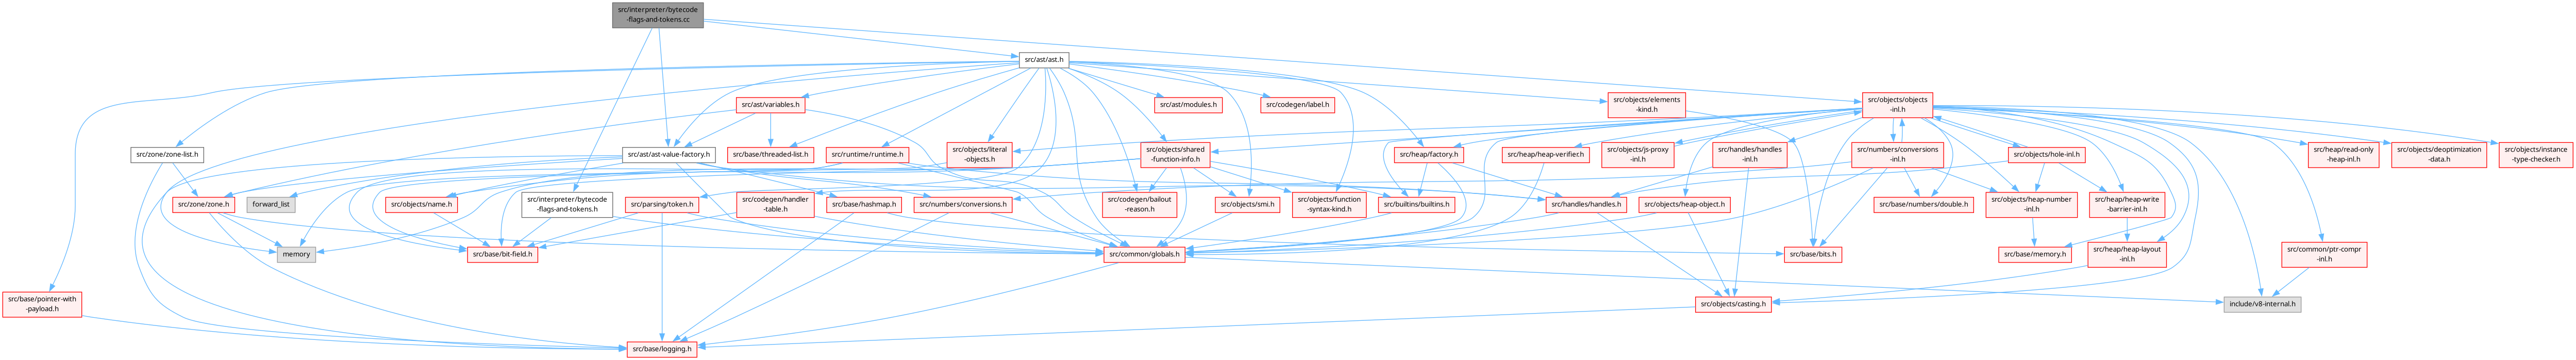 src/interpreter/bytecode
-flags-and-tokens.cc
src/ast/ast.h
src/ast/variables.h
src/ast/modules.h
src/codegen/label.h
src/objects/elements
-kind.h
src/objects/objects
-inl.h
src/zone/zone-list.h
src/ast/ast-value-factory.h
src/base/threaded-list.h
src/runtime/runtime.h
src/objects/literal
-objects.h
src/objects/shared
-function-info.h
src/heap/factory.h
src/heap/heap-verifier.h
src/objects/js-proxy
-inl.h
src/handles/handles
-inl.h
src/numbers/conversions
-inl.h
src/objects/hole-inl.h
src/heap/read-only
-heap-inl.h
src/objects/deoptimization
-data.h
src/objects/instance
-type-checker.h
src/zone/zone.h
forward_list
src/objects/name.h
src/interpreter/bytecode
-flags-and-tokens.h
src/parsing/token.h
src/codegen/handler
-table.h
src/base/hashmap.h
src/numbers/conversions.h
src/codegen/bailout
-reason.h
src/objects/smi.h
src/objects/function
-syntax-kind.h
src/builtins/builtins.h
src/handles/handles.h
src/objects/heap-object.h
src/base/numbers/double.h
src/objects/heap-number
-inl.h
src/heap/heap-write
-barrier-inl.h
memory
src/base/bit-field.h
src/common/globals.h
src/base/bits.h
src/base/memory.h
src/heap/heap-layout
-inl.h
src/common/ptr-compr
-inl.h
src/base/pointer-with
-payload.h
src/objects/casting.h
include/v8-internal.h
src/base/logging.h